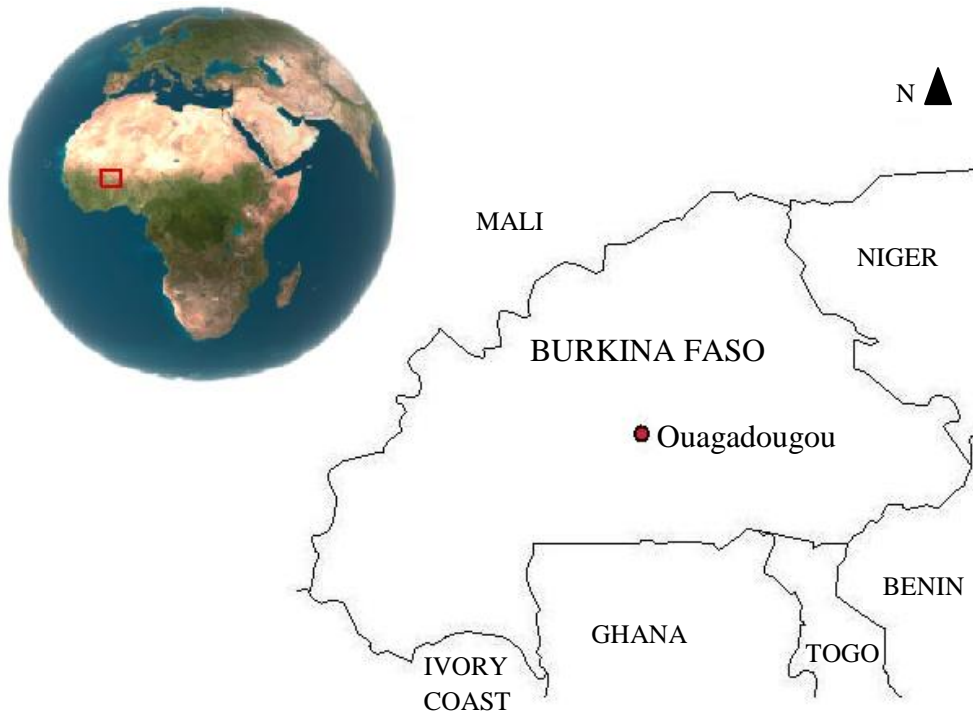 N
MALI
NIGER
BURKINA FASO
Ouagadougou
BENIN
GHANA
TOGO
IVORY
COAST